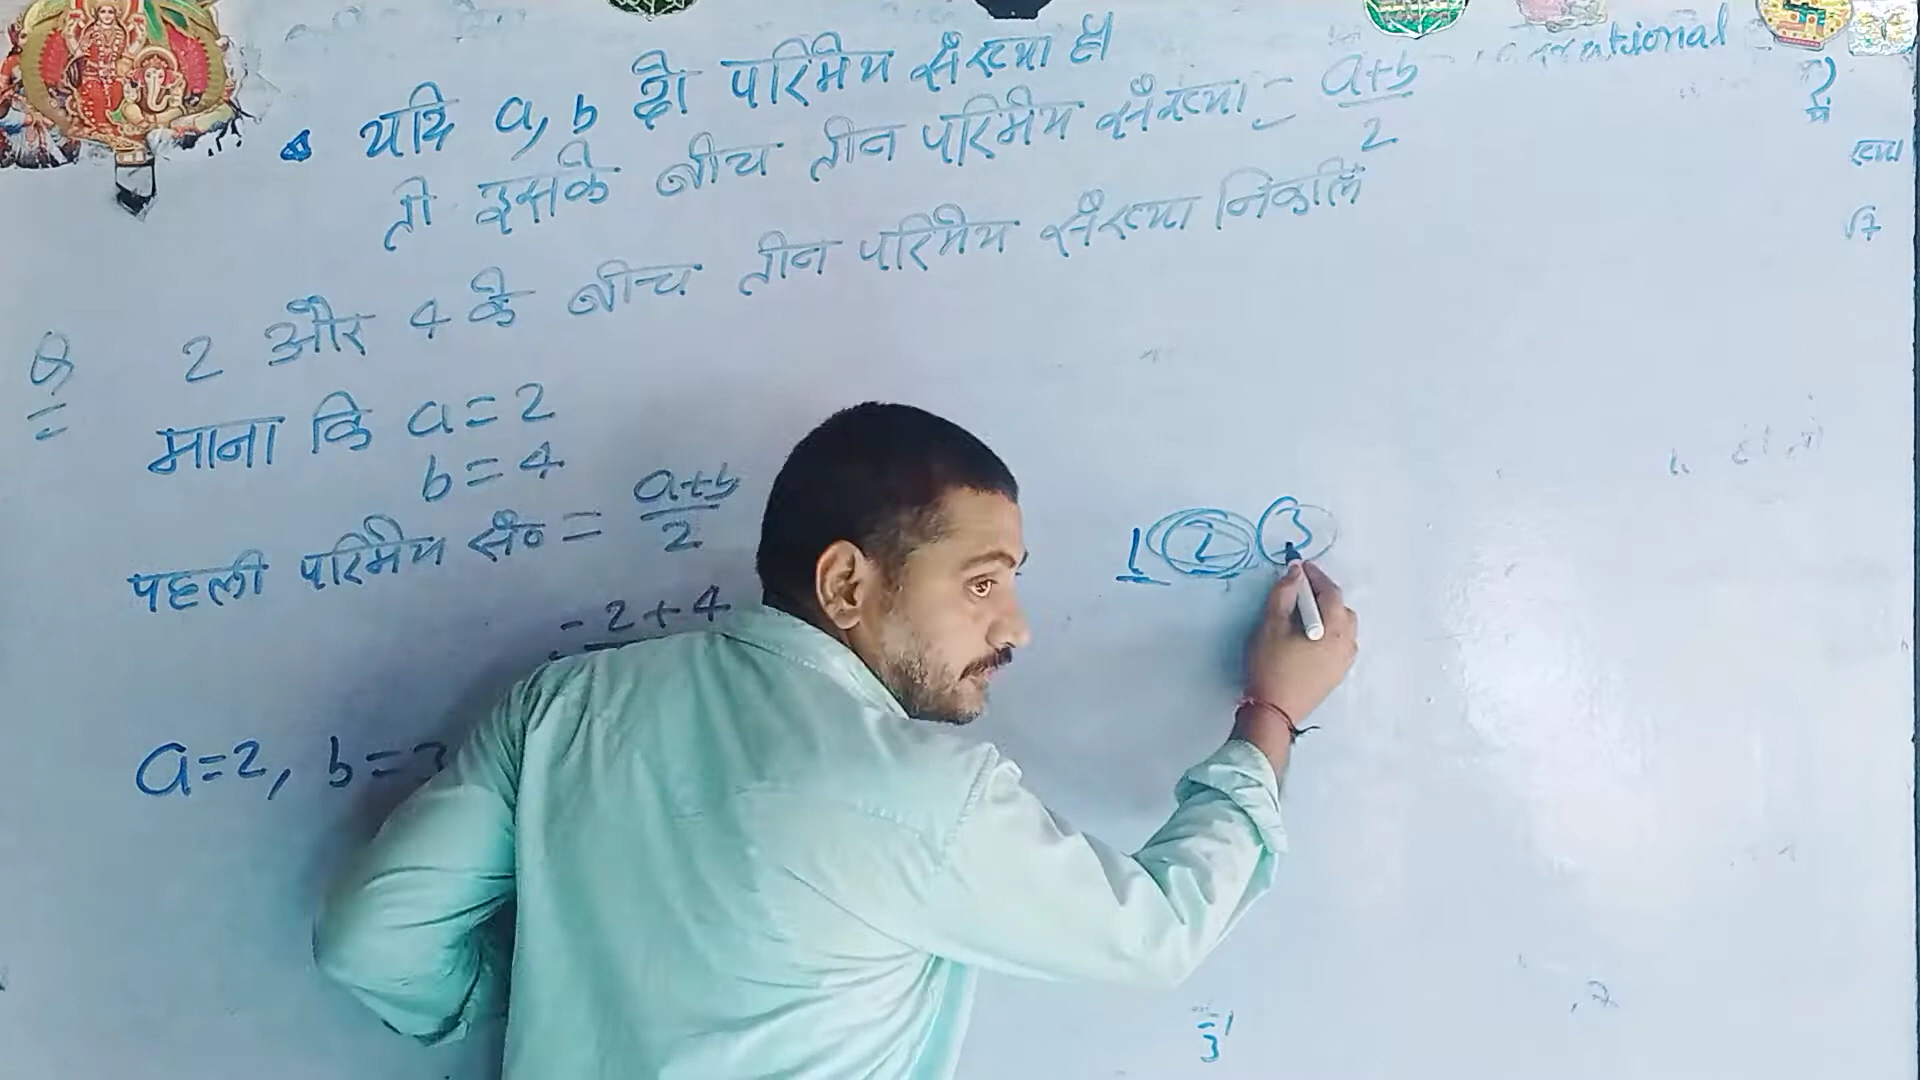 यदि a, b दो परिमेय संख्या हो
तो इसके बीच तीन परिमेय संख्या = a+b/2
Q 2 और 4 के बीच तीन परिमेय संख्या निकालें
माना कि a=2
b=4
पहली परिमेय सं० = a+b/2
= 2+4
a=2, b=3
1 2 3